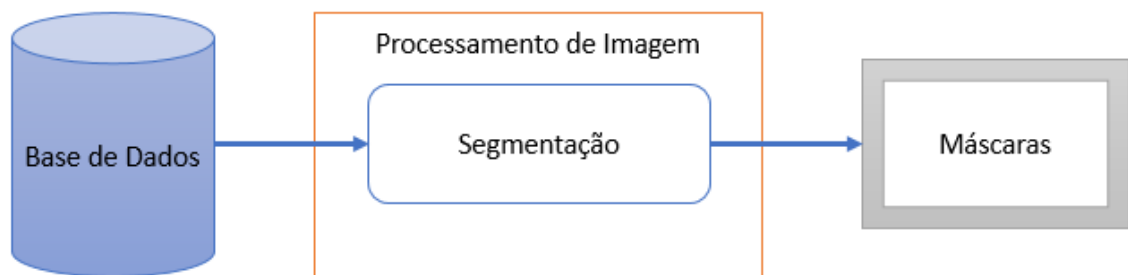 Processamento de Imagem
Base de Dados
Segmentação
Máscaras